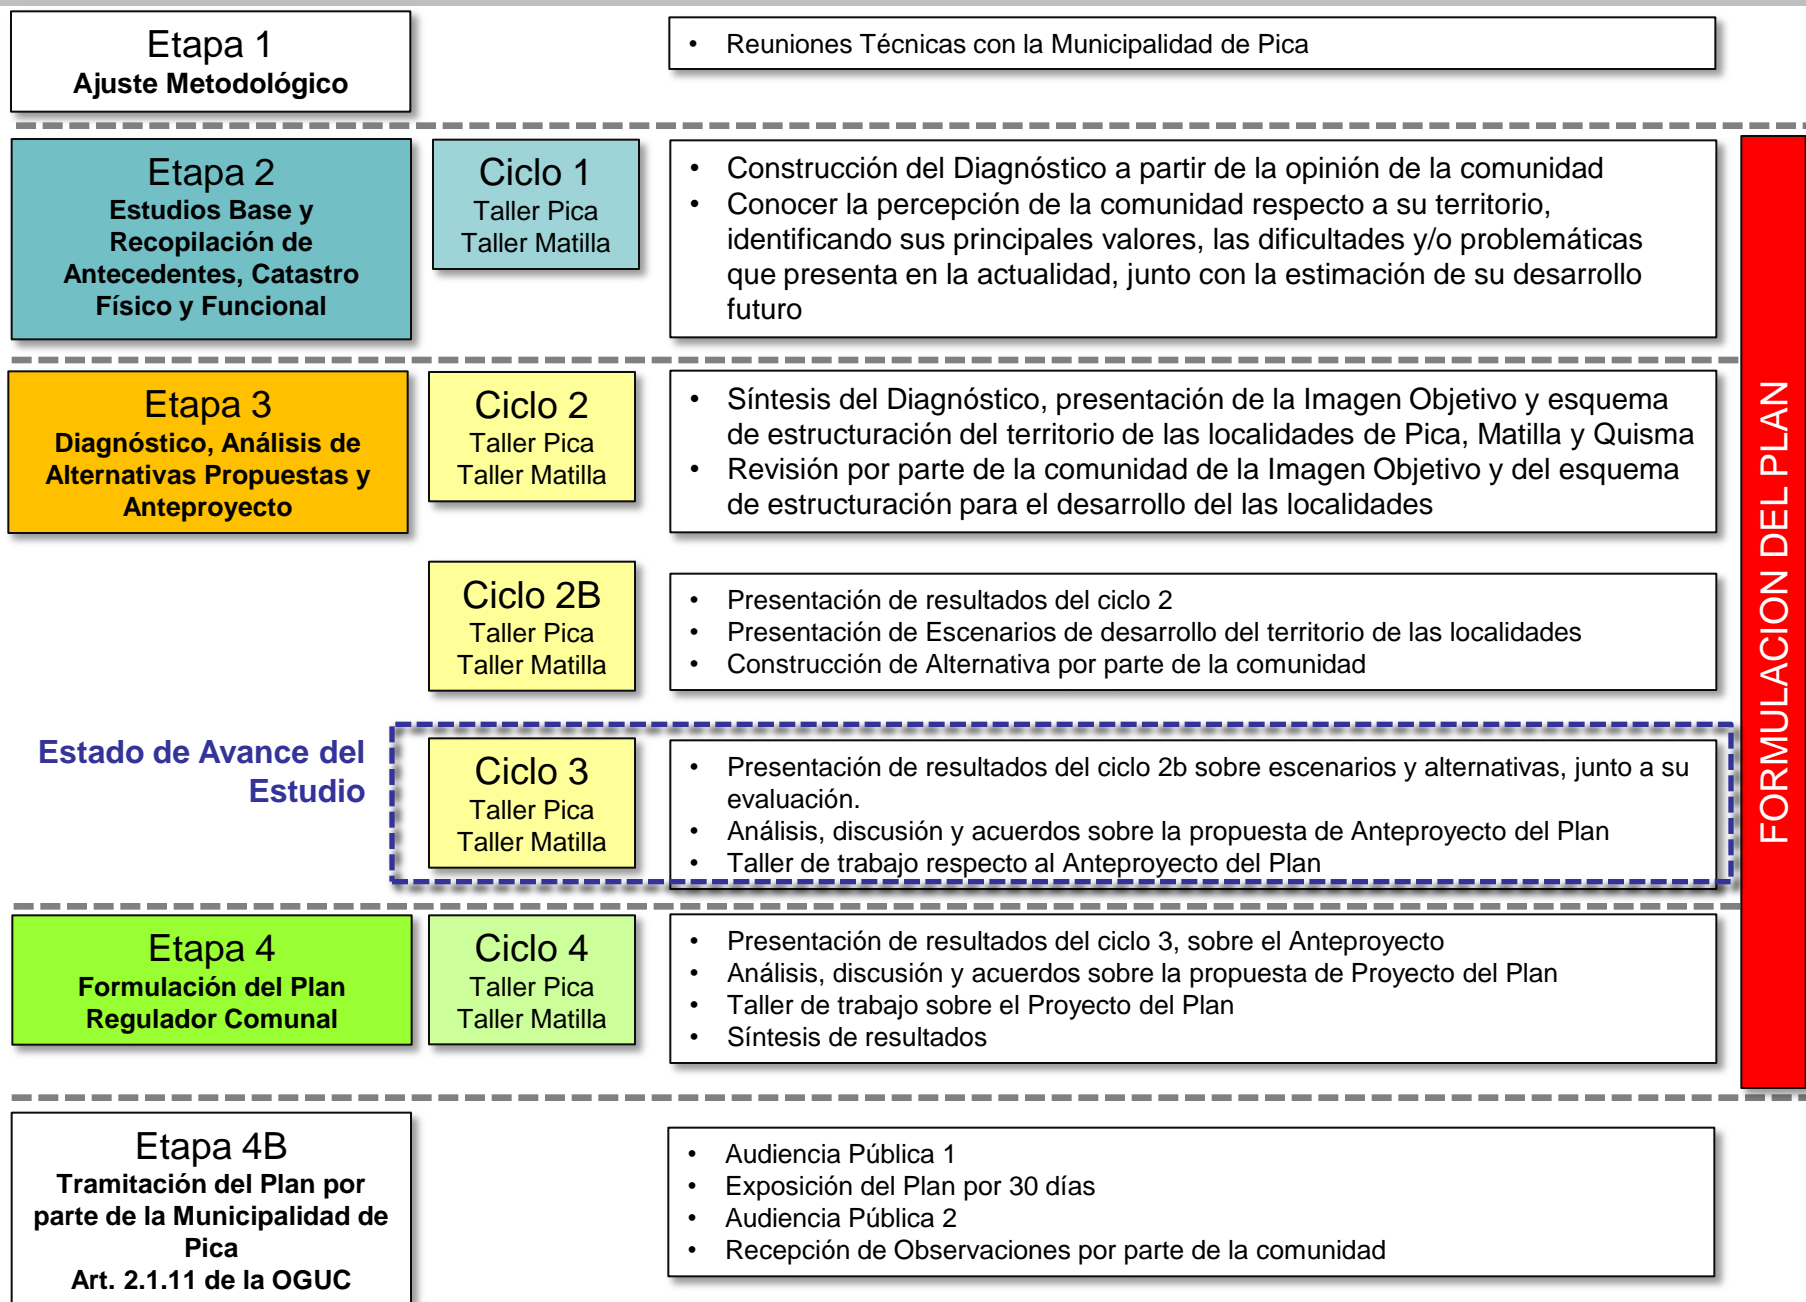 Etapa 1
Ajuste Metodológico
• Reuniones Técnicas con la Municipalidad de Pica
Etapa 2
Estudios Base y
Recopilación de
Antecedentes, Catastro
Físico y Funcional
Ciclo 1
Taller Pica
Taller Matilla
• Construcción del Diagnóstico a partir de la opinión de la comunidad
• Conocer la percepción de la comunidad respecto a su territorio,
identificando sus principales valores, las dificultades y/o problemáticas
que presenta en la actualidad, junto con la estimación de su desarrollo
futuro
Etapa 3
Diagnóstico, Análisis de
Alternativas Propuestas y
Anteproyecto
Ciclo 2
Taller Pica
Taller Matilla
• Síntesis del Diagnóstico, presentación de la Imagen Objetivo y esquema
de estructuración del territorio de las localidades de Pica, Matilla y Quisma
• Revisión por parte de la comunidad de la Imagen Objetivo y del esquema
de estructuración para el desarrollo del las localidades
Ciclo 2B
Taller Pica
Taller Matilla
• Presentación de resultados del ciclo 2
• Presentación de Escenarios de desarrollo del territorio de las localidades
• Construcción de Alternativa por parte de la comunidad
Estado de Avance del
Estudio
Ciclo 3
Taller Pica
Taller Matilla
• Presentación de resultados del ciclo 2b sobre escenarios y alternativas, junto a su
evaluación.
• Análisis, discusión y acuerdos sobre la propuesta de Anteproyecto del Plan
• Taller de trabajo respecto al Anteproyecto del Plan
Etapa 4
Formulación del Plan
Regulador Comunal
Ciclo 4
Taller Pica
Taller Matilla
• Presentación de resultados del ciclo 3, sobre el Anteproyecto
• Análisis, discusión y acuerdos sobre la propuesta de Proyecto del Plan
• Taller de trabajo sobre el Proyecto del Plan
• Síntesis de resultados
FORMULACION DEL PLAN
Etapa 4B
Tramitación del Plan por
parte de la Municipalidad de
Pica
Art. 2.1.11 de la OGUC
• Audiencia Pública 1
• Exposición del Plan por 30 días
• Audiencia Pública 2
• Recepción de Observaciones por parte de la comunidad